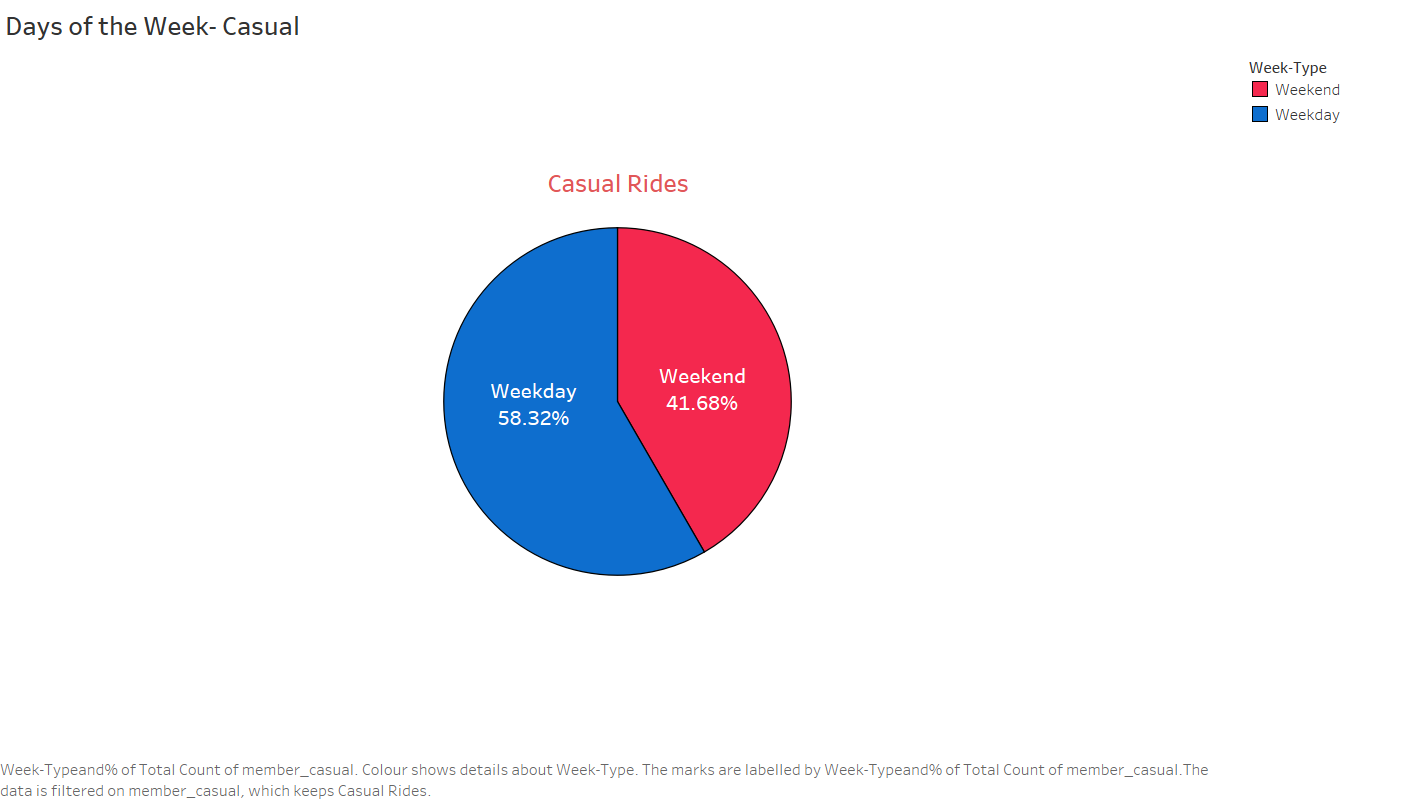 Days of the Week- Casual
Week-Type
Weekend
Weekday
Casual Rides
Weekend
41.68%
Weekday
58.32%
Week-Typeand% of Total Count of member_casual. Colour shows details about Week-Type. The marks are labelled by Week-Typeand% of Total Count of member_casual.The
data is filtered on member_casual, which keeps Casual Rides.